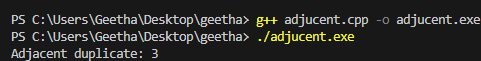 PS C:\Users\Geetha\Desktop\geetha> g++ adjucent.cpp -o adjucent.exe
PS C:\Users\Geetha\Desktop\geetha> ./adjucent.exe
Adjacent duplicate: 3